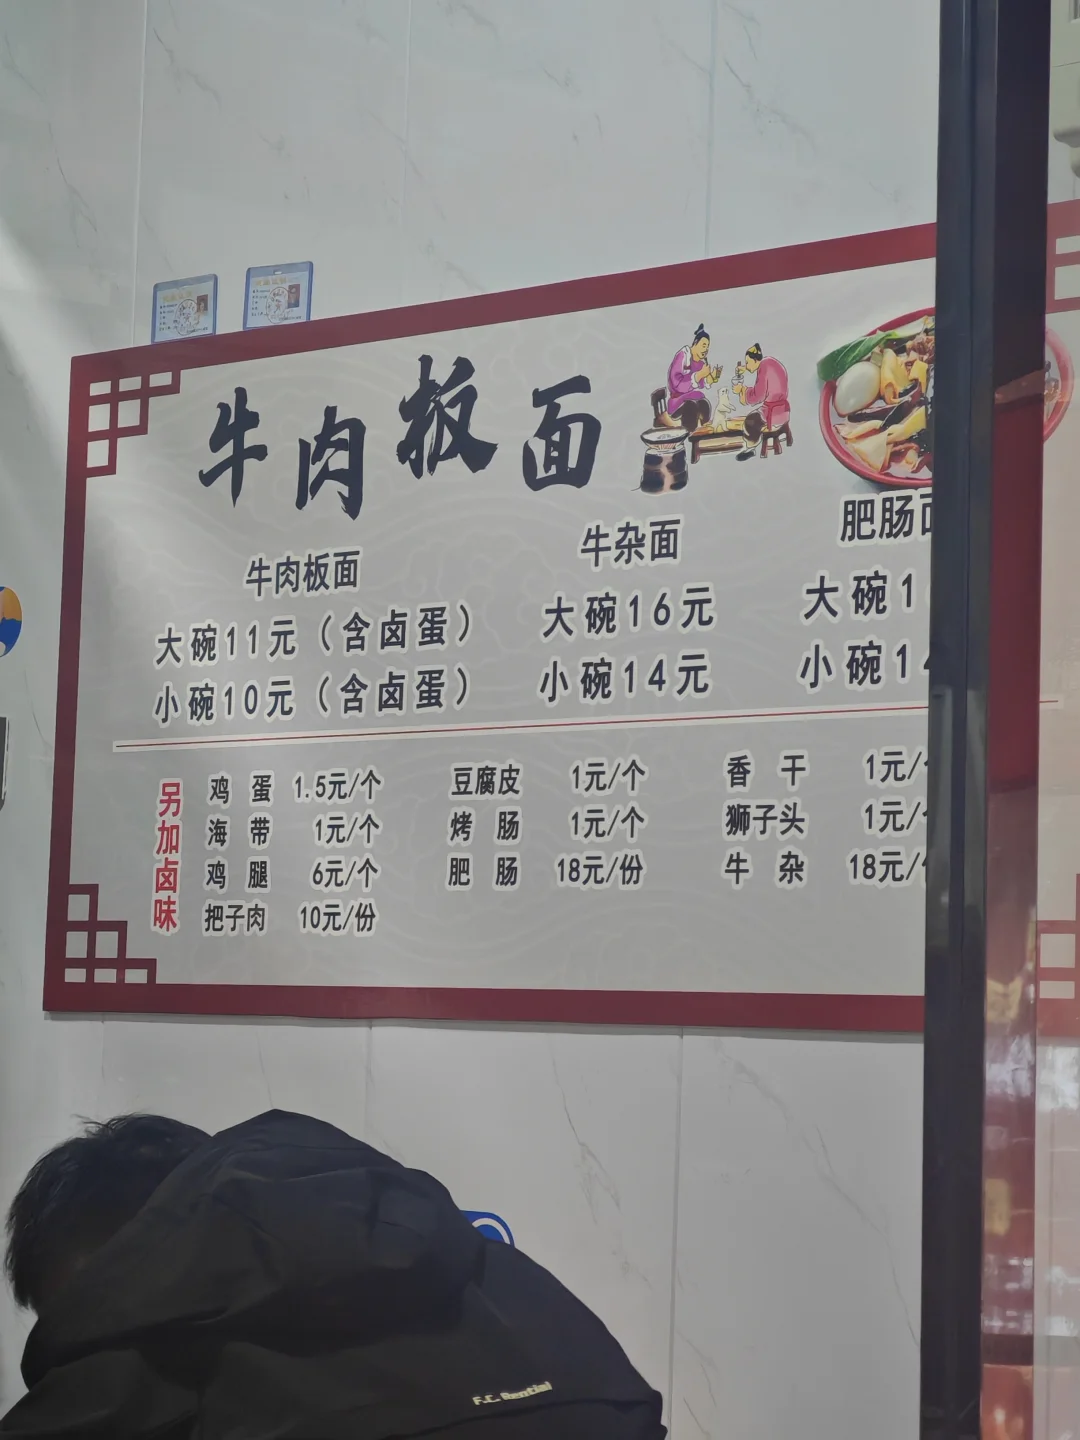 牛肉板面
牛肉板面
大碗11元（含卤蛋）
小碗10元（含卤蛋）
牛杂面
大碗16元
小碗14元
肥肠
大碗1
小碗1
另加卤味
鸡蛋 1.5元/个
海带 1元/个
鸡腿 6元/个
把子肉 10元/份
豆腐皮 1元/个
烤肠 1元/个
肥肠 18元/份
香干 1元/
狮子头 1元/
牛杂 18元/
F.C. Rential